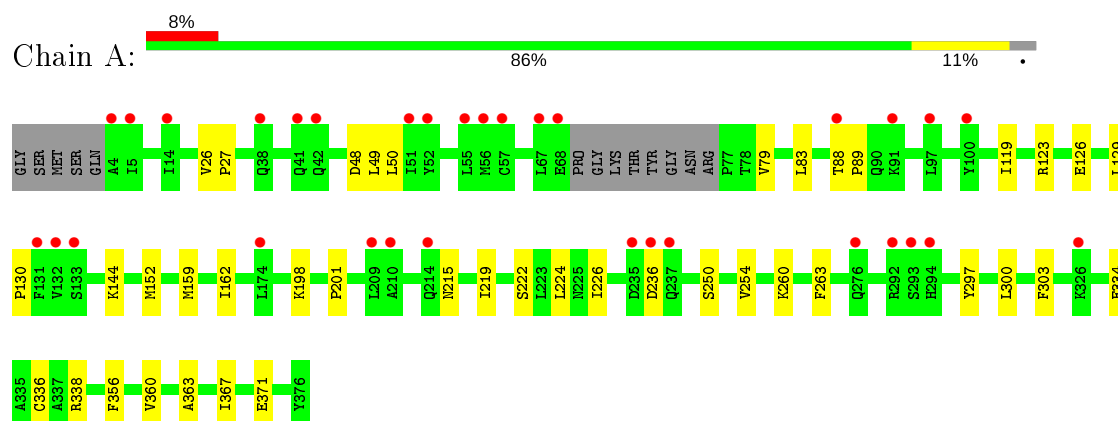 8%
Chain A:
86% 11% •
GLY SER MET SER GLN A4 I5 I14 V26 P27 Q38 Q41 Q42 D48 L49 L50 I51 Y52 L55 M56 C57 L67 E68 PRO GLY LYS THR TYR GLY ASN ARG P77 T78 V79 L83 T88 P89 Q90 K91 L97 Y100 I119 R123 E126 L129
P130 F131 V132 S133 K144 M152 M159 I162 L174 K198 P201 L209 A210 Q214 N215 I219 S222 L223 L224 N225 I226 D235 D236 Q237 S250 V254 K260 F263 Q276 R292 S293 H294 Y297 L300 F303 K326
A335 C336 A337 R338 F356 V360 A363 I367 E371 Y376